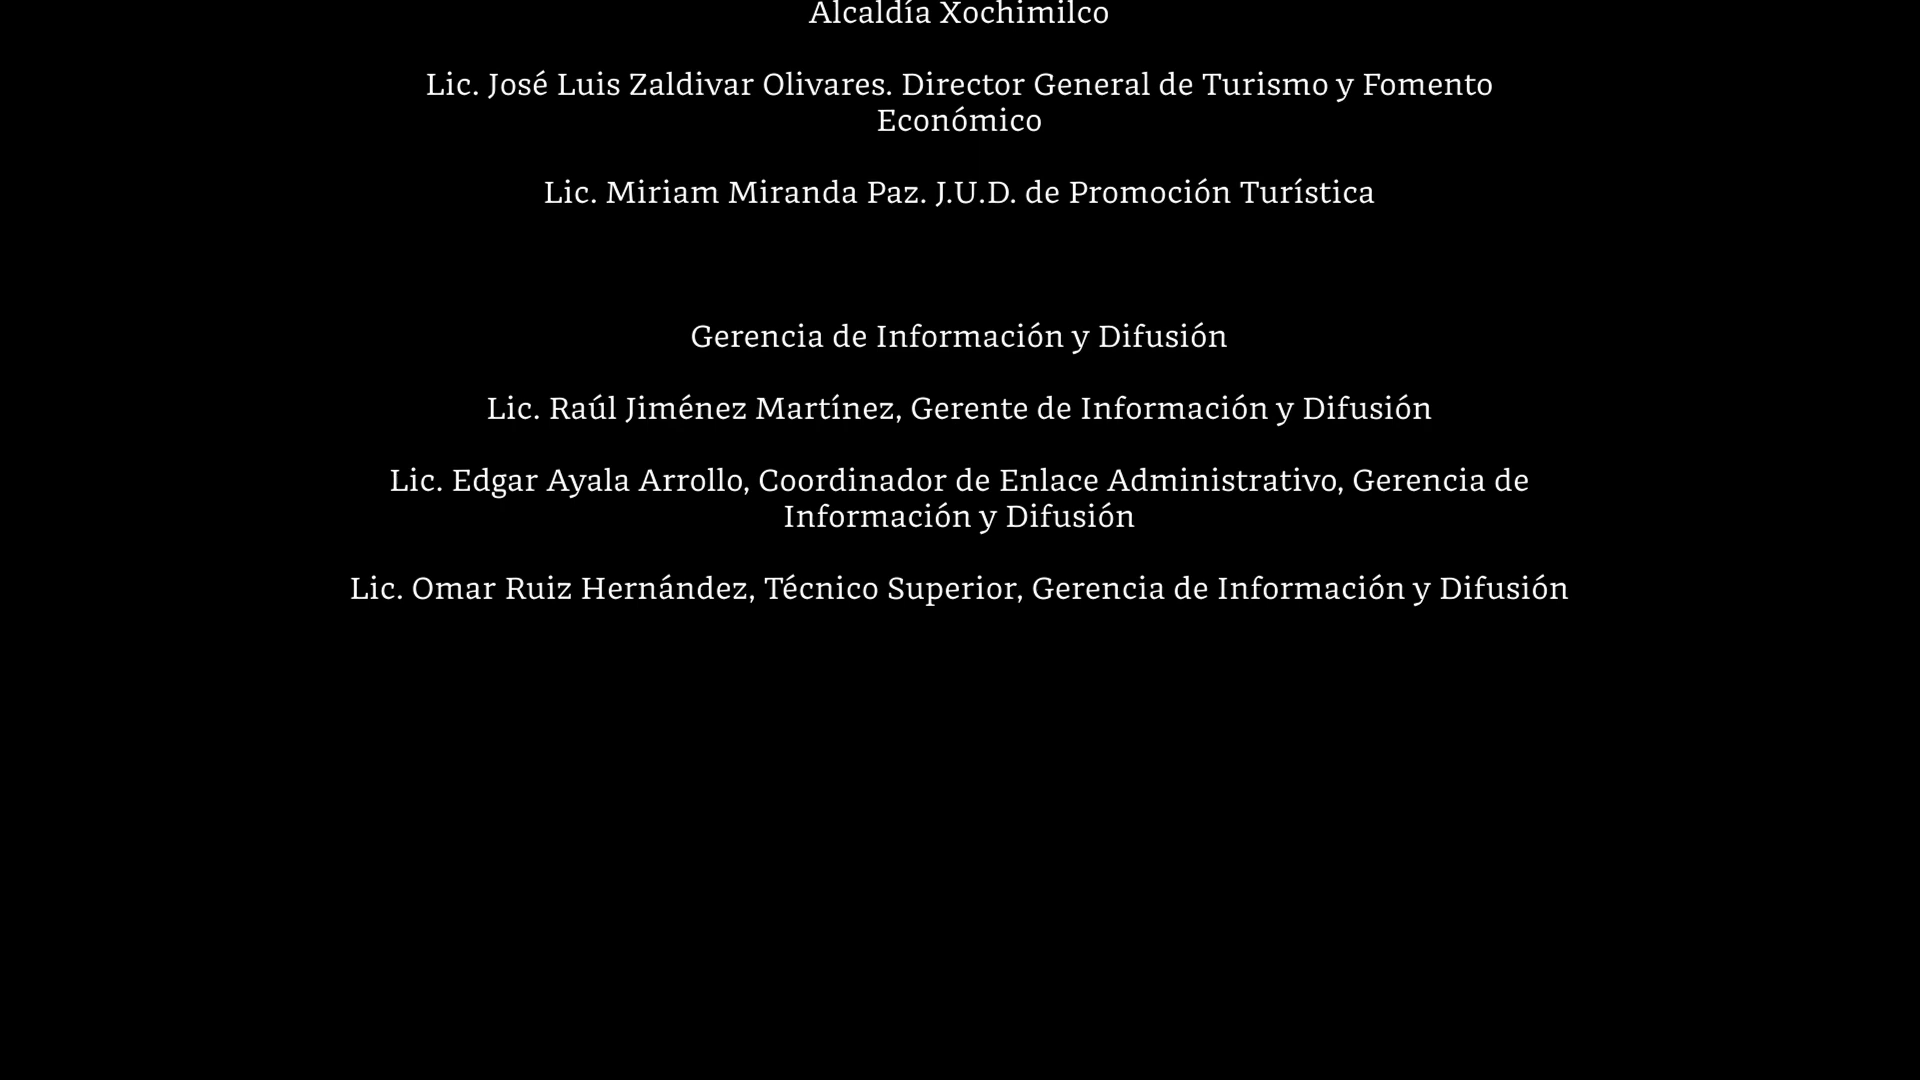 Alcaldía Xochimilco
Lic. José Luis Zaldivar Olivares. Director General de Turismo y Fomento
Económico
Lic. Miriam Miranda Paz. J.U.D. de Promoción Turística
Gerencia de Información y Difusión
Lic. Raúl Jiménez Martínez, Gerente de Información y Difusión
Lic. Edgar Ayala Arrollo, Coordinador de Enlace Administrativo, Gerencia de
Información y Difusión
Lic. Omar Ruiz Hernández, Técnico Superior, Gerencia de Información y Difusión